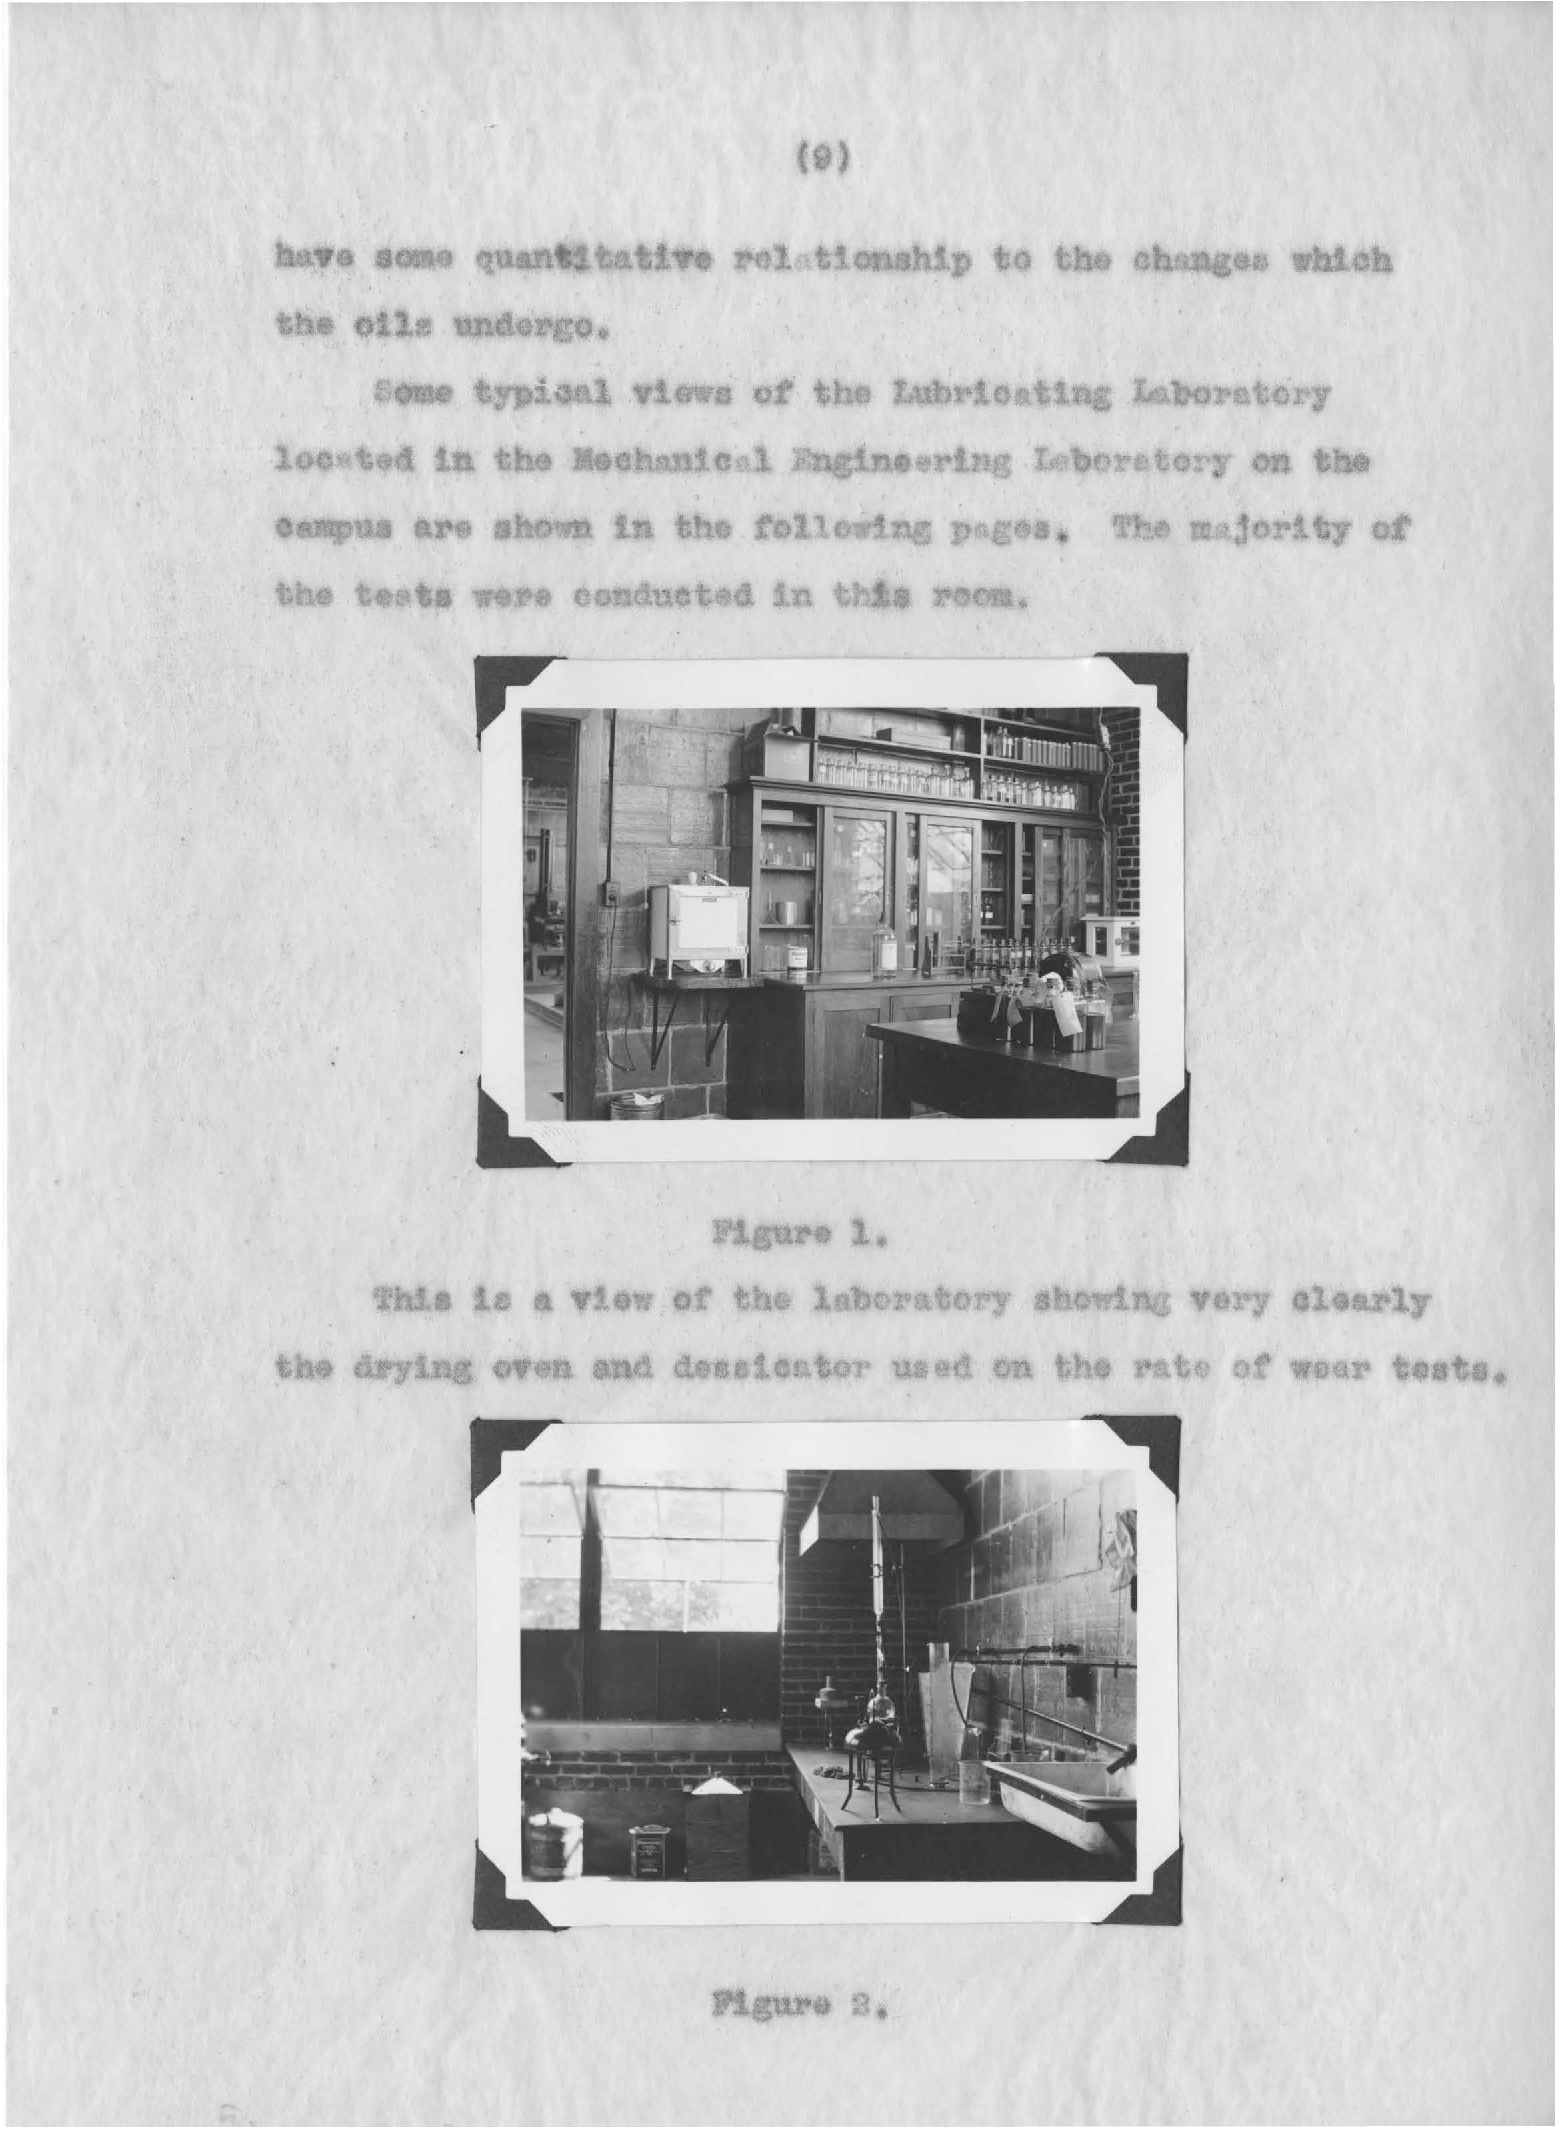 (9)
have some quantitative relationship to the changes which
the oils undergo.
Some typical views of the Lubricating Laboratory
located in the Mechanical Engineering Laboratory on the
campus are shown in the following pages. The majority of
the tests were conducted in this room.
Figure 1.
This is a view of the laboratory showing very clearly
the drying oven and dessicator used on the rate of wear tests.
Figure 2.